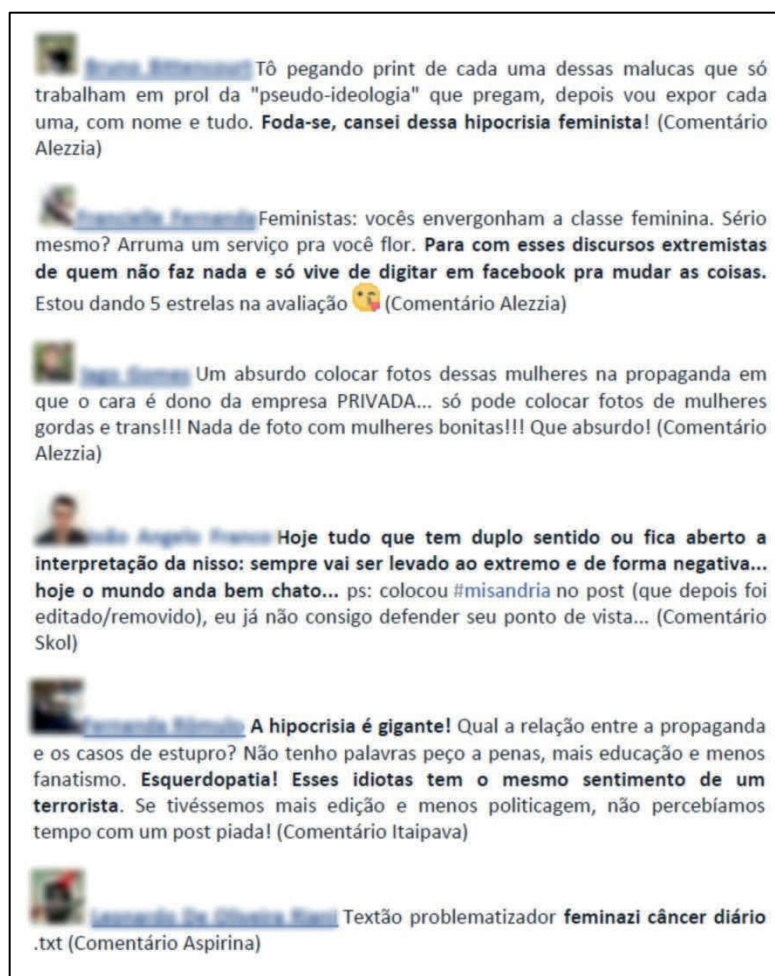 Tô pegando print de cada uma dessas malucas que só
trabalham em prol da "pseudo-ideologia" que pregam, depois vou expor cada
uma, com nome e tudo. Foda-se, cansei dessa hipocrisia feminista! (Comentário
Alezzia)
Feministas: vocês envergonham a classe feminina. Sério
mesmo? Arruma um serviço pra você flor. Para com esses discursos extremistas
de quem não faz nada e só vive de digitar em facebook pra mudar as coisas.
Estou dando 5 estrelas na avaliação (Comentário Alezzia)
Um absurdo colocar fotos dessas mulheres na propaganda em
que o cara é dono da empresa PRIVADA... só pode colocar fotos de mulheres
gordas e trans!!! Nada de foto com mulheres bonitas!!! Que absurdo! (Comentário
Alezzia)
Hoje tudo que tem duplo sentido ou fica aberto a
interpretação da nisso: sempre vai ser levado ao extremo e de forma negativa...
hoje o mundo anda bem chato... ps: colocou #misandria no post (que depois foi
editado/removido), eu já não consigo defender seu ponto de vista... (Comentário
Skol)
A hipocrisia é gigante! Qual a relação entre a propaganda
e os casos de estupro? Não tenho palavras peço a penas, mais educação e menos
fanatismo. Esquerdopatia! Esses idiotas tem o mesmo sentimento de um
terrorista. Se tivéssemos mais edição e menos politicagem, não percebíamos
tempo com um post piada! (Comentário Itaipava)
Textão problematizador feminazi câncer diário
.txt (Comentário Aspirina)